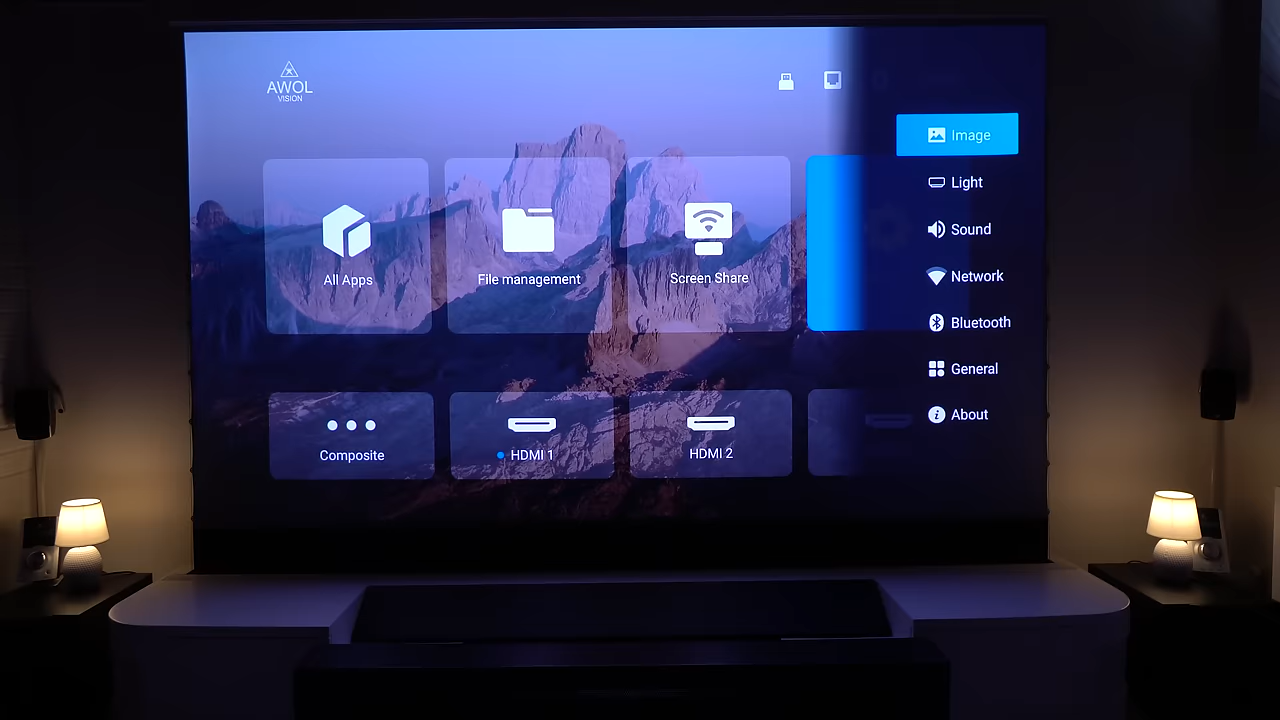 AWOL
VISION
Image
Light
Sound
Network
Bluetooth
General
About
All Apps
File management
Screen Share
Composite
HDMI 1
HDMI 2